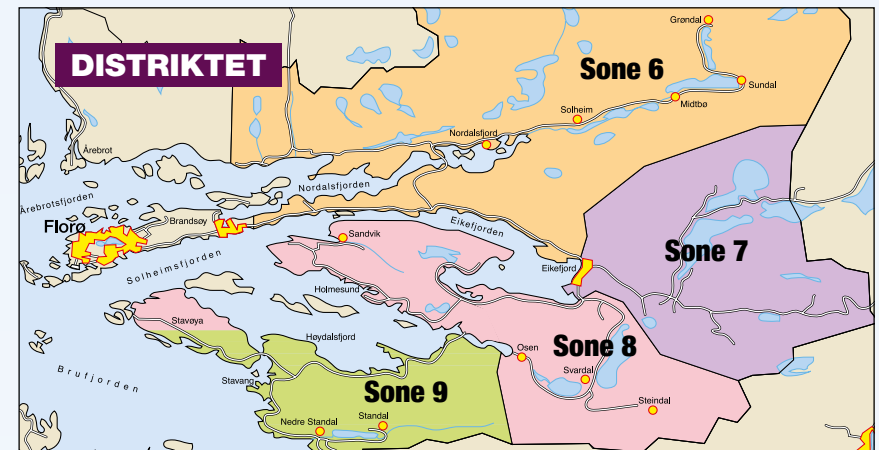 DISTRIKTET
Grøndal
Sone 6
Sundal
Midtbø
Solheim
Nordalsfjord
Årebrot
Nordalsfjorden
Årebrotsfjorden
Brandsøy
Florø
Eikefjorden
Sandvik
Sone 7
Solheimsfjorden
Eikefjord
Holmesund
Stavøya
Høydalsfjord
Osen
Sone 8
Brufjorden
Svardal
Stavang
Sone 9
Steindal
Standal
Nedre Standal